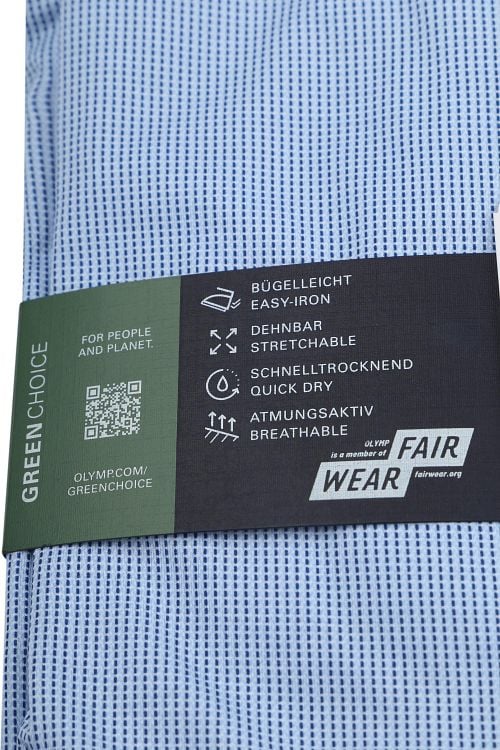 GREEN CHOICE
FOR PEOPLE
AND PLANET.
OLYMP.COM/
GREENCHOICE
BÜGELLEICHT
EASY-IRON
DEHNBAR
STRETCHABLE
SCHNELLTROCKNEND
QUICK DRY
ATMUNGSAKTIV
BREATHABLE
OLYMP
is a member of
FAIR
WEAR
fairwear.org